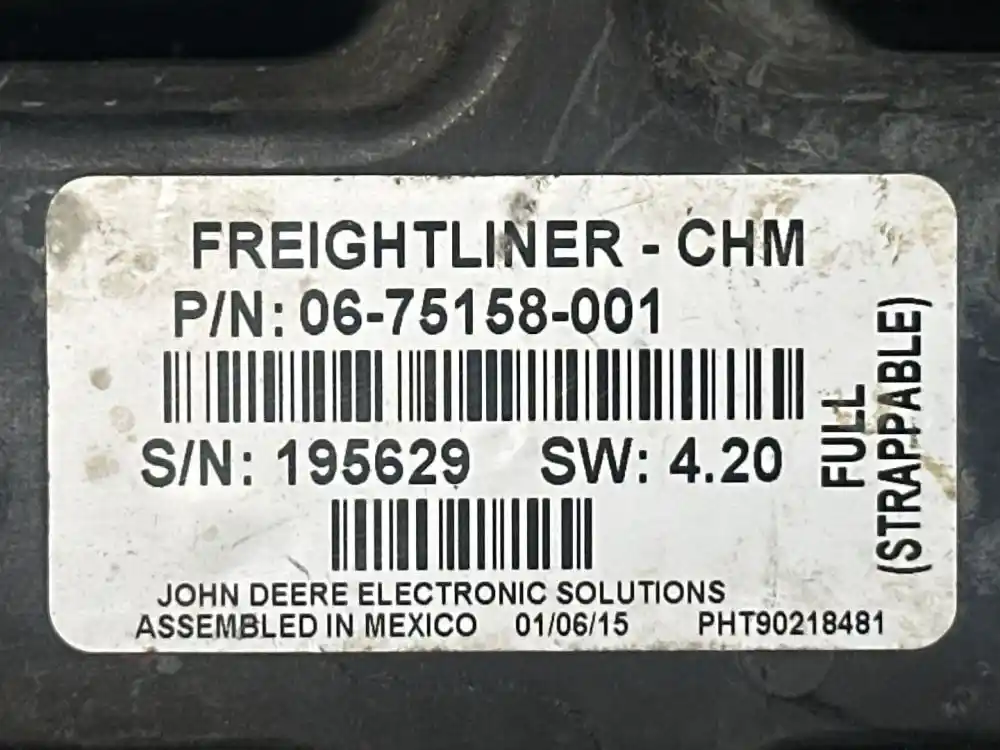 FREIGHTLINER - CHM
P/N: 06-75158-001
S/N: 195629 SW: 4.20
JOHN DEERE ELECTRONIC SOLUTIONS
ASSEMBLED IN MEXICO 01/06/15 PHT90218481
FULL
(STRAPPABLE)